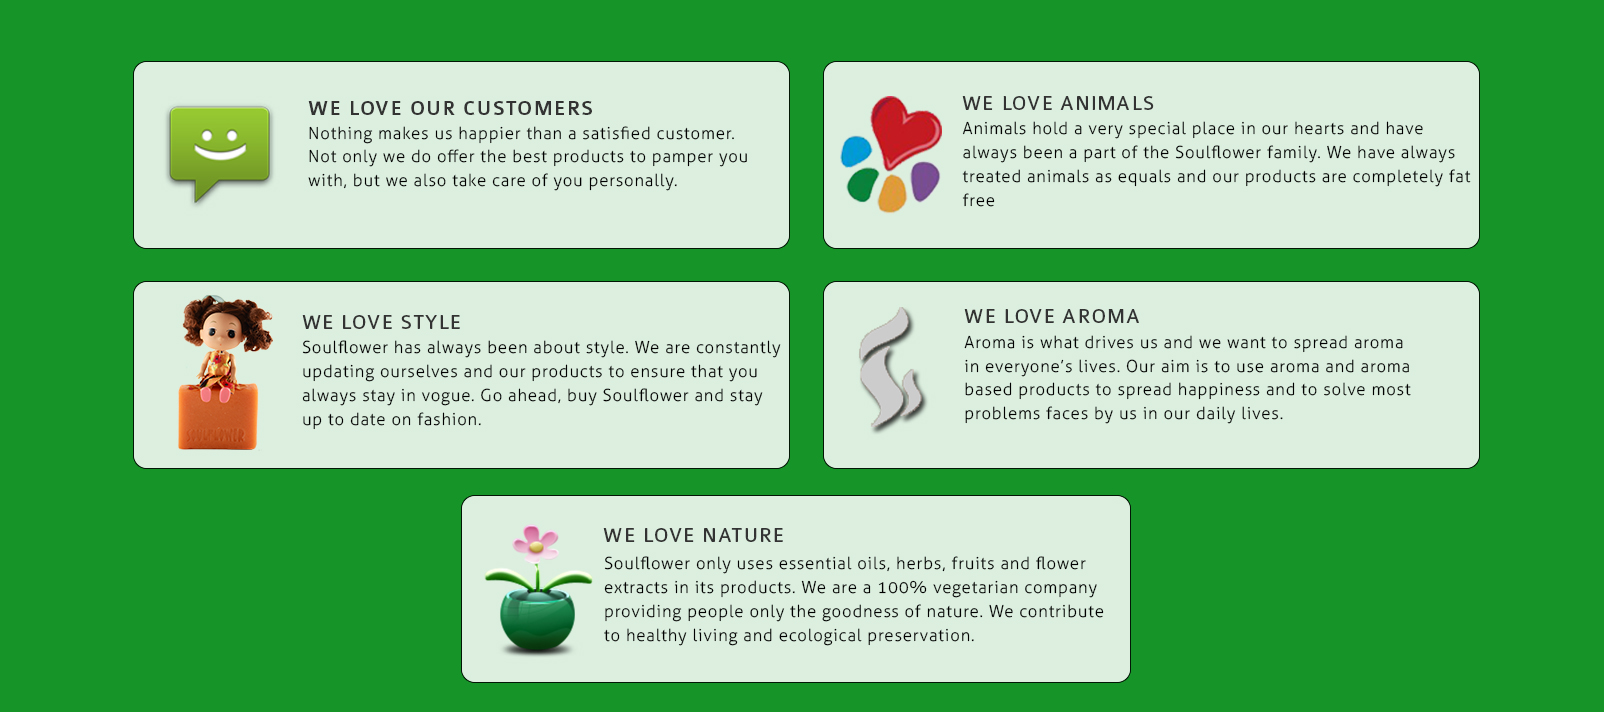 WE LOVE OUR CUSTOMERS
Nothing makes us happier than a satisfied customer.
Not only we do offer the best products to pamper you
with, but we also take care of you personally.
WE LOVE ANIMALS
Animals hold a very special place in our hearts and have
always been a part of the Soulflower family. We have always
treated animals as equals and our products are completely fat
free
WE LOVE STYLE
Soulflower has always been about style. We are constantly
updating ourselves and our products to ensure that you
always stay in vogue. Go ahead, buy Soulflower and stay
up to date on fashion.
SOULFLOWER
WE LOVE AROMA
Aroma is what drives us and we want to spread aroma
in everyone's lives. Our aim is to use aroma and aroma
based products to spread happiness and to solve most
problems faces by us in our daily lives.
WE LOVE NATURE
Soulflower only uses essential oils, herbs, fruits and flower
extracts in its products. We are a 100% vegetarian company
providing people only the goodness of nature. We contribute
to healthy living and ecological preservation.